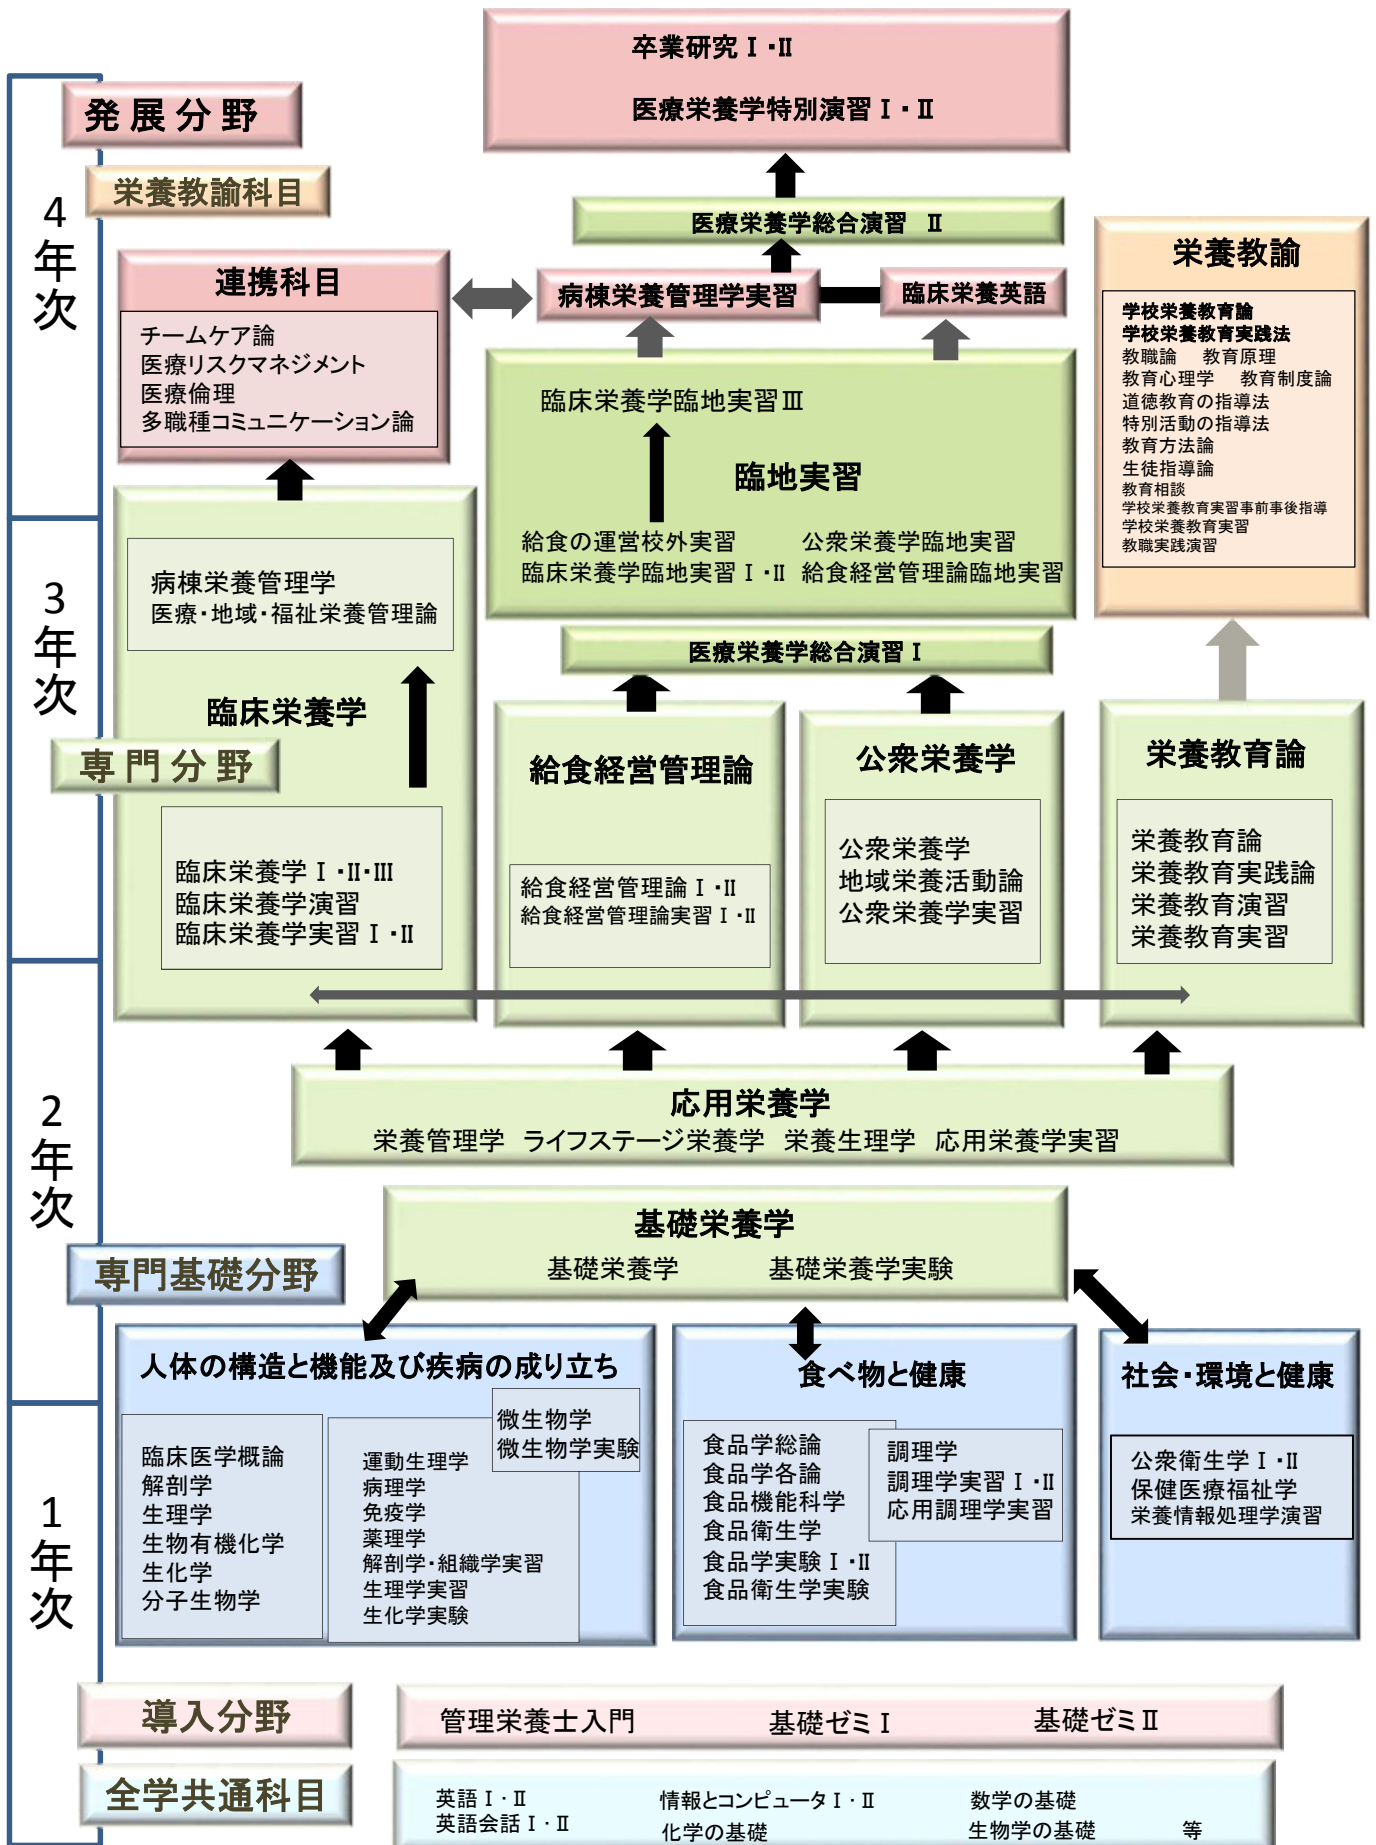 卒業研究Ⅰ・Ⅱ
医療栄養学特別演習Ⅰ・Ⅱ
発展分野
栄養教諭科目
4年次
医療栄養学総合演習 Ⅱ
連携科目
チームケア論
医療リスクマネジメント
医療倫理
多職種コミュニケーション論
病棟栄養管理学実習
臨床栄養英語
栄養教諭
学校栄養教育論
学校栄養教育実践法
教職論 教育原理
教育心理学 教育制度論
道徳教育の指導法
特別活動の指導法
教育方法論
生徒指導論
教育相談
学校栄養教育実習事前事後指導
学校栄養教育実習
教職実践演習
臨床栄養学臨地実習Ⅲ
臨地実習
給食の運営校外実習 公衆栄養学臨地実習
臨床栄養学臨地実習Ⅰ・Ⅱ 給食経営管理論臨地実習
3年次
病棟栄養管理学
医療・地域・福祉栄養管理論
医療栄養学総合演習Ⅰ
臨床栄養学
専門分野
臨床栄養学Ⅰ・Ⅱ・Ⅲ
臨床栄養学演習
臨床栄養学実習Ⅰ・Ⅱ
給食経営管理論
給食経営管理論Ⅰ・Ⅱ
給食経営管理論実習Ⅰ・Ⅱ
公衆栄養学
公衆栄養学
地域栄養活動論
公衆栄養学実習
栄養教育論
栄養教育論
栄養教育実践論
栄養教育演習
栄養教育実習
2年次
応用栄養学
栄養管理学 ライフステージ栄養学 栄養生理学 応用栄養学実習
基礎栄養学
基礎栄養学 基礎栄養学実験
専門基礎分野
人体の構造と機能及び疾病の成り立ち
微生物学
微生物学実験
臨床医学概論
解剖学
生理学
生物有機化学
生化学
分子生物学
運動生理学
病理学
免疫学
薬理学
解剖学・組織学実習
生理学実習
生化学実験
食べ物と健康
食品学総論
食品学各論
食品機能科学
食品衛生学
食品学実験Ⅰ・Ⅱ
食品衛生学実験
調理学
調理学実習Ⅰ・Ⅱ
応用調理学実習
社会・環境と健康
公衆衛生学Ⅰ・Ⅱ
保健医療福祉学
栄養情報処理学演習
1年次
導入分野
管理栄養士入門 基礎ゼミⅠ 基礎ゼミⅡ
全学共通科目
英語Ⅰ・Ⅱ 情報とコンピュータⅠ・Ⅱ 数学の基礎
英語会話Ⅰ・Ⅱ 化学の基礎 生物学の基礎 等